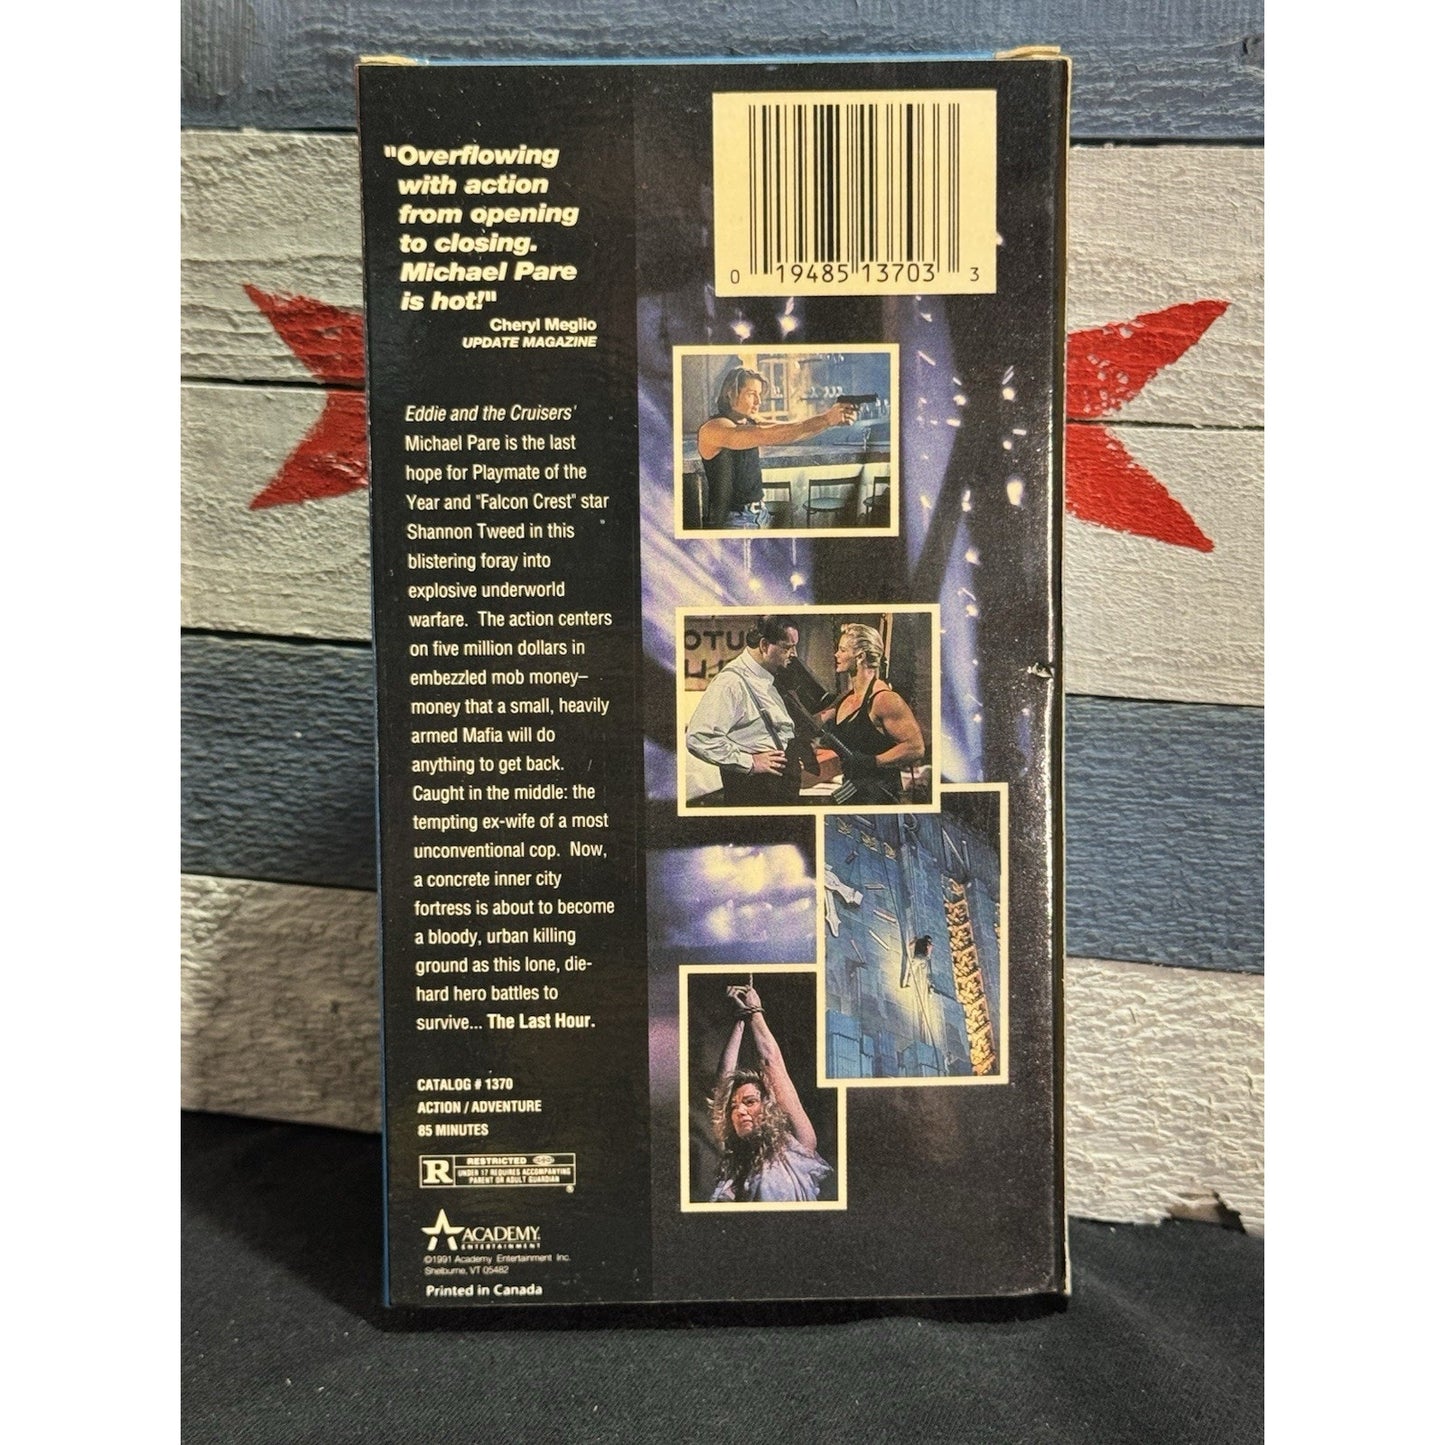 "Overflowing
with action
from opening
to closing.
Michael Pare
is hot!"
Cheryl Meglio
UPDATE MAGAZINE
0 19485 13703 3
Eddie and the Cruisers'
Michael Pare is the last
hope for Playmate of the
Year and "Falcon Crest" star
Shannon Tweed in this
blistering foray into
explosive underworld
warfare. The action centers
on five million dollars in
embezzled mob money–
money that a small, heavily
armed Mafia will do
anything to get back.
Caught in the middle: the
tempting ex-wife of a most
unconventional cop. Now,
a concrete inner city
fortress is about to become
a bloody, urban killing
ground as this lone, die-
hard hero battles to
survive... The Last Hour.
CATALOG # 1370
ACTION / ADVENTURE
85 MINUTES
R RESTRICTED
UNDER 17 REQUIRES ACCOMPANYING
PARENT OR ADULT GUARDIAN
ACADEMY
ENTERTAINMENT
©1991 Academy Entertainment Inc.
Shelburne, VT 05482
Printed in Canada